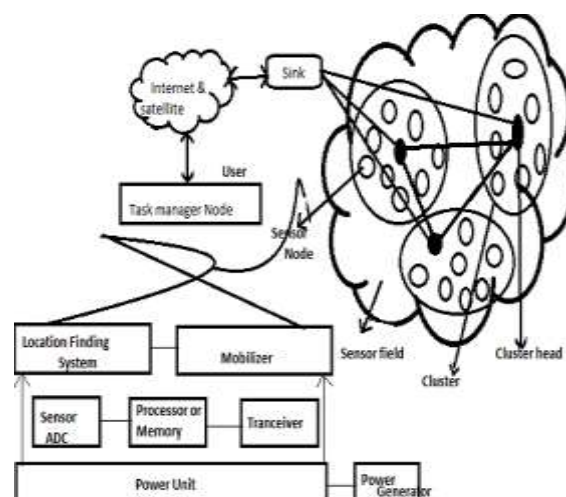 Sink
Internet &
satellite
User
Task manager Node
Sensor
Node
Sensor field
Cluster head
Cluster
Location Finding
System
Mobilizer
Sensor
ADC
Processor or
Memory
Tranceiver
Power Unit
Power
Generator